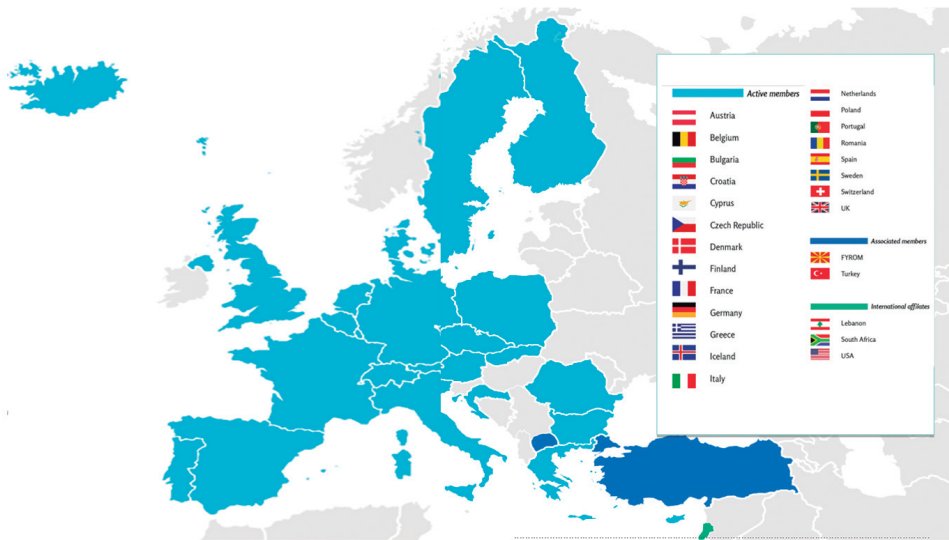 Active members
Austria
Belgium
Bulgaria
Croatia
Cyprus
Czech Republic
Denmark
Finland
France
Germany
Greece
Iceland
Italy
Netherlands
Poland
Portugal
Romania
Spain
Sweden
Switzerland
UK
Associated members
FYROM
Turkey
International affiliates
Lebanon
South Africa
USA